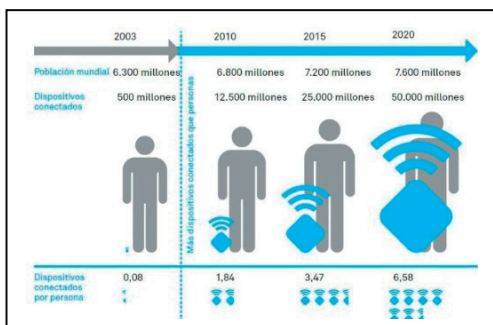 2003 2010 2015 2020
Población mundial 6.300 millones 6.800 millones 7.200 millones 7.600 millones
Dispositivos
conectados 500 millones 12.500 millones 25.000 millones 50.000 millones
Más dispositivos conectados que personas
Dispositivos
conectados
por persona 0,08 1,84 3,47 6,58